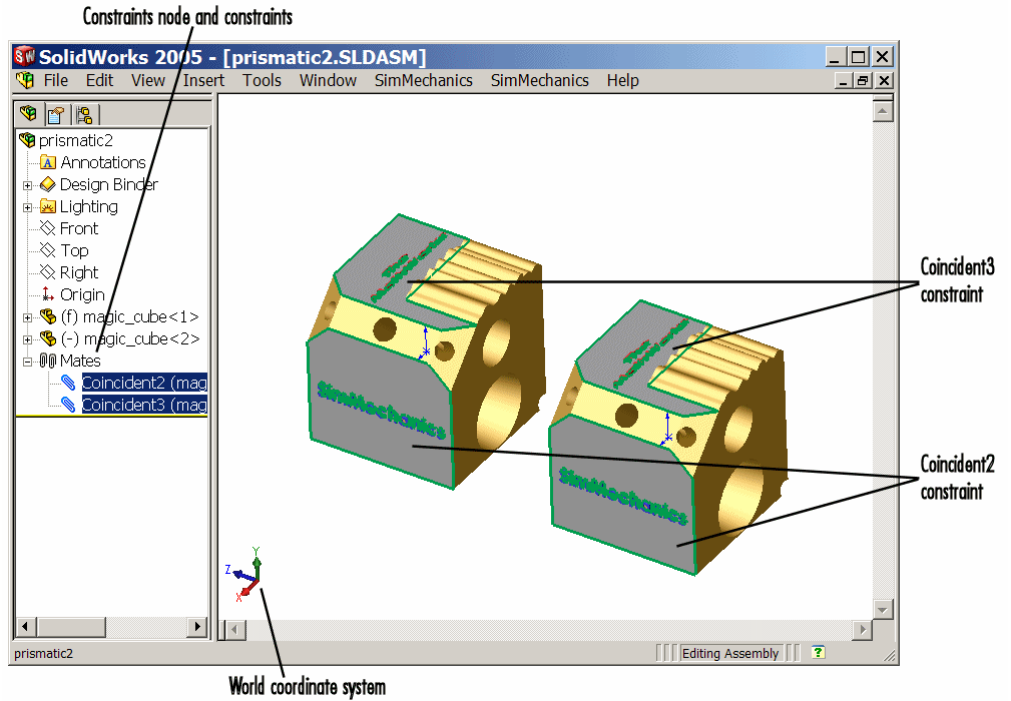 Constraints node and constraints
SolidWorks 2005 - [prismatic2.SLDASM]
File Edit View Insert Tools Window SimMechanics SimMechanics Help
prismatic2
A Annotations
Design Binder
Lighting
Front
Top
Right
Origin
(f) magic_cube<1>
(-) magic_cube<2>
Mates
Coincident2 (mag
Coincident3 (mag
Coincident3
constraint
SimMechanics
SimMechanics
Coincident2
constraint
Y
Z
X
prismatic2
Editing Assembly
?
World coordinate system